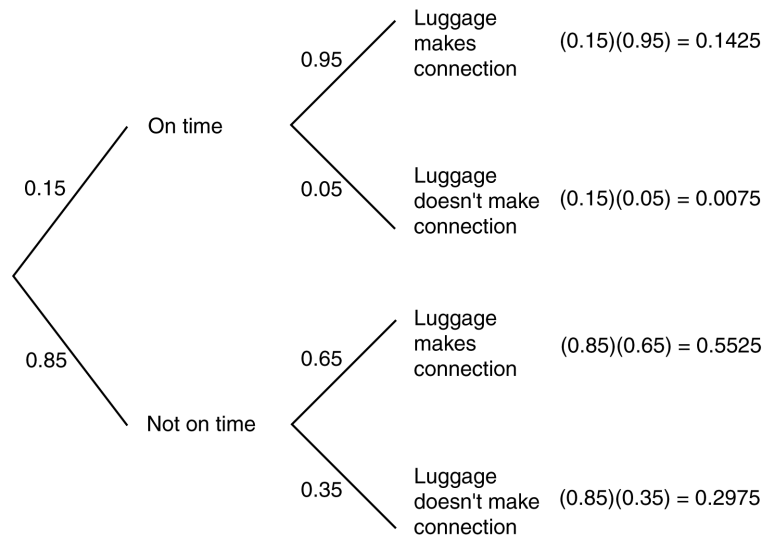 Luggage
makes
connection
(0.15)(0.95) = 0.1425
0.95
On time
0.15
0.05
Luggage
doesn't make
connection
(0.15)(0.05) = 0.0075
0.85
Not on time
0.65
Luggage
makes
connection
(0.85)(0.65) = 0.5525
0.35
Luggage
doesn't make
connection
(0.85)(0.35) = 0.2975